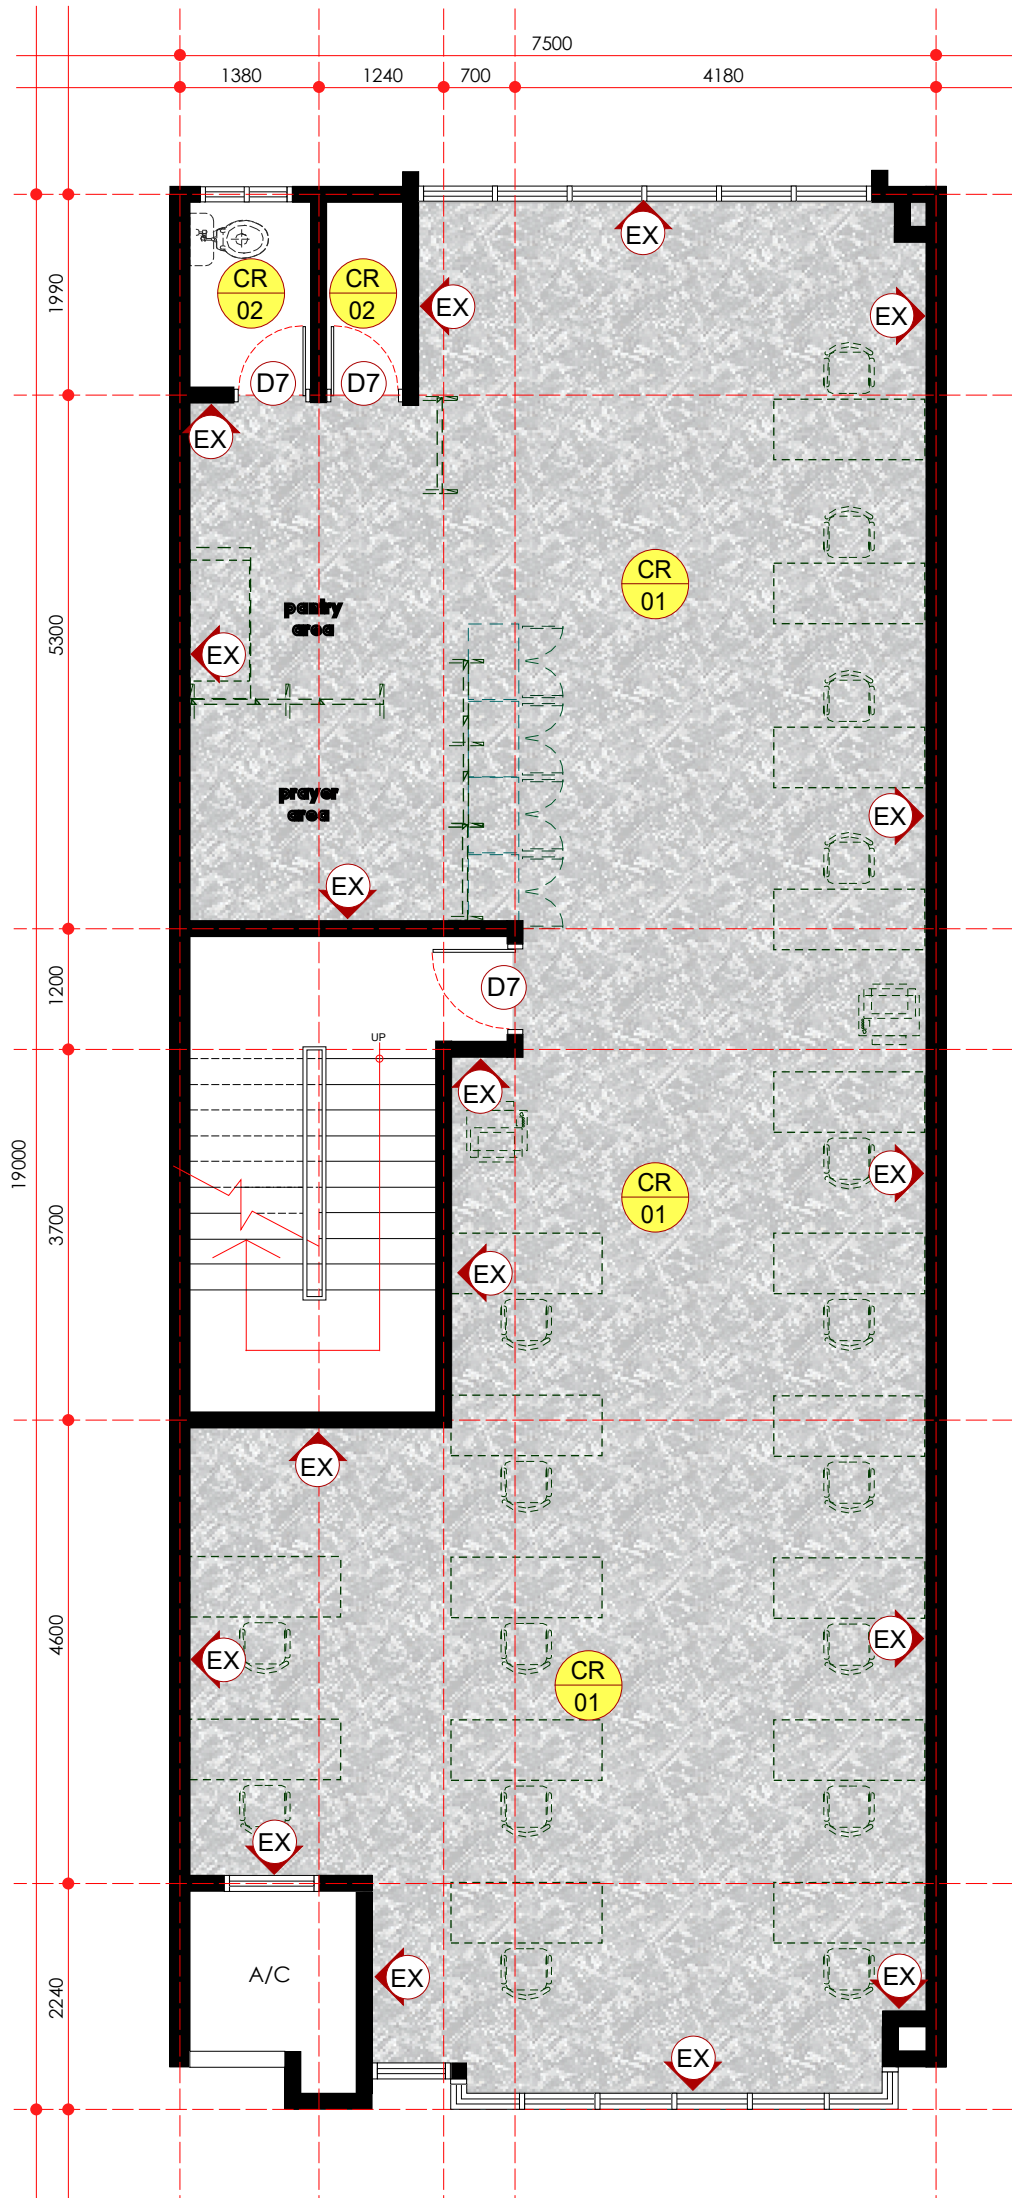 7500
1380 1240 700 4180
EX
CR
02
CR
02
EX
EX
1990
D7 D7
EX
CR
01
pantry
area
5300
EX
prayer
area
EX
EX
D7
1200
UP
EX
19000
CR
01
EX
3700
EX
EX
4600
EX
EX
CR
01
EX
A/C
EX
EX
2240
EX